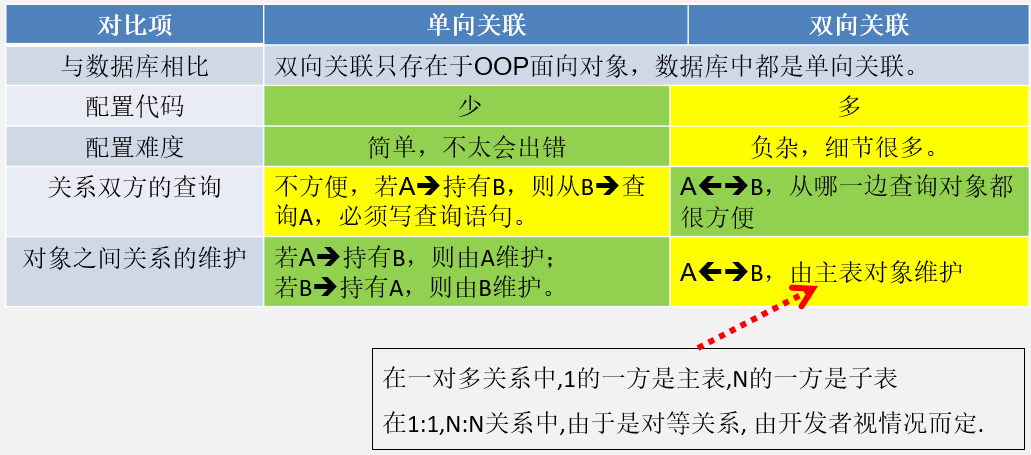 对比项 单向关联 双向关联
与数据库相比 双向关联只存在于OOP面向对象，数据库中都是单向关联。
配置代码 少 多
配置难度 简单，不太会出错 负杂，细节很多。
关系双方的查询 不方便，若A➔持有B，则从B➔查
询A，必须写查询语句。
A🡨➔B，从哪一边查询对象都
很方便
对象之间关系的维护 若A➔持有B，则由A维护；
若B➔持有A，则由B维护。
A🡨➔B，由主表对象维护
在一对多关系中,1的一方是主表,N的一方是子表
在1:1,N:N关系中,由于是对等关系, 由开发者视情况而定.